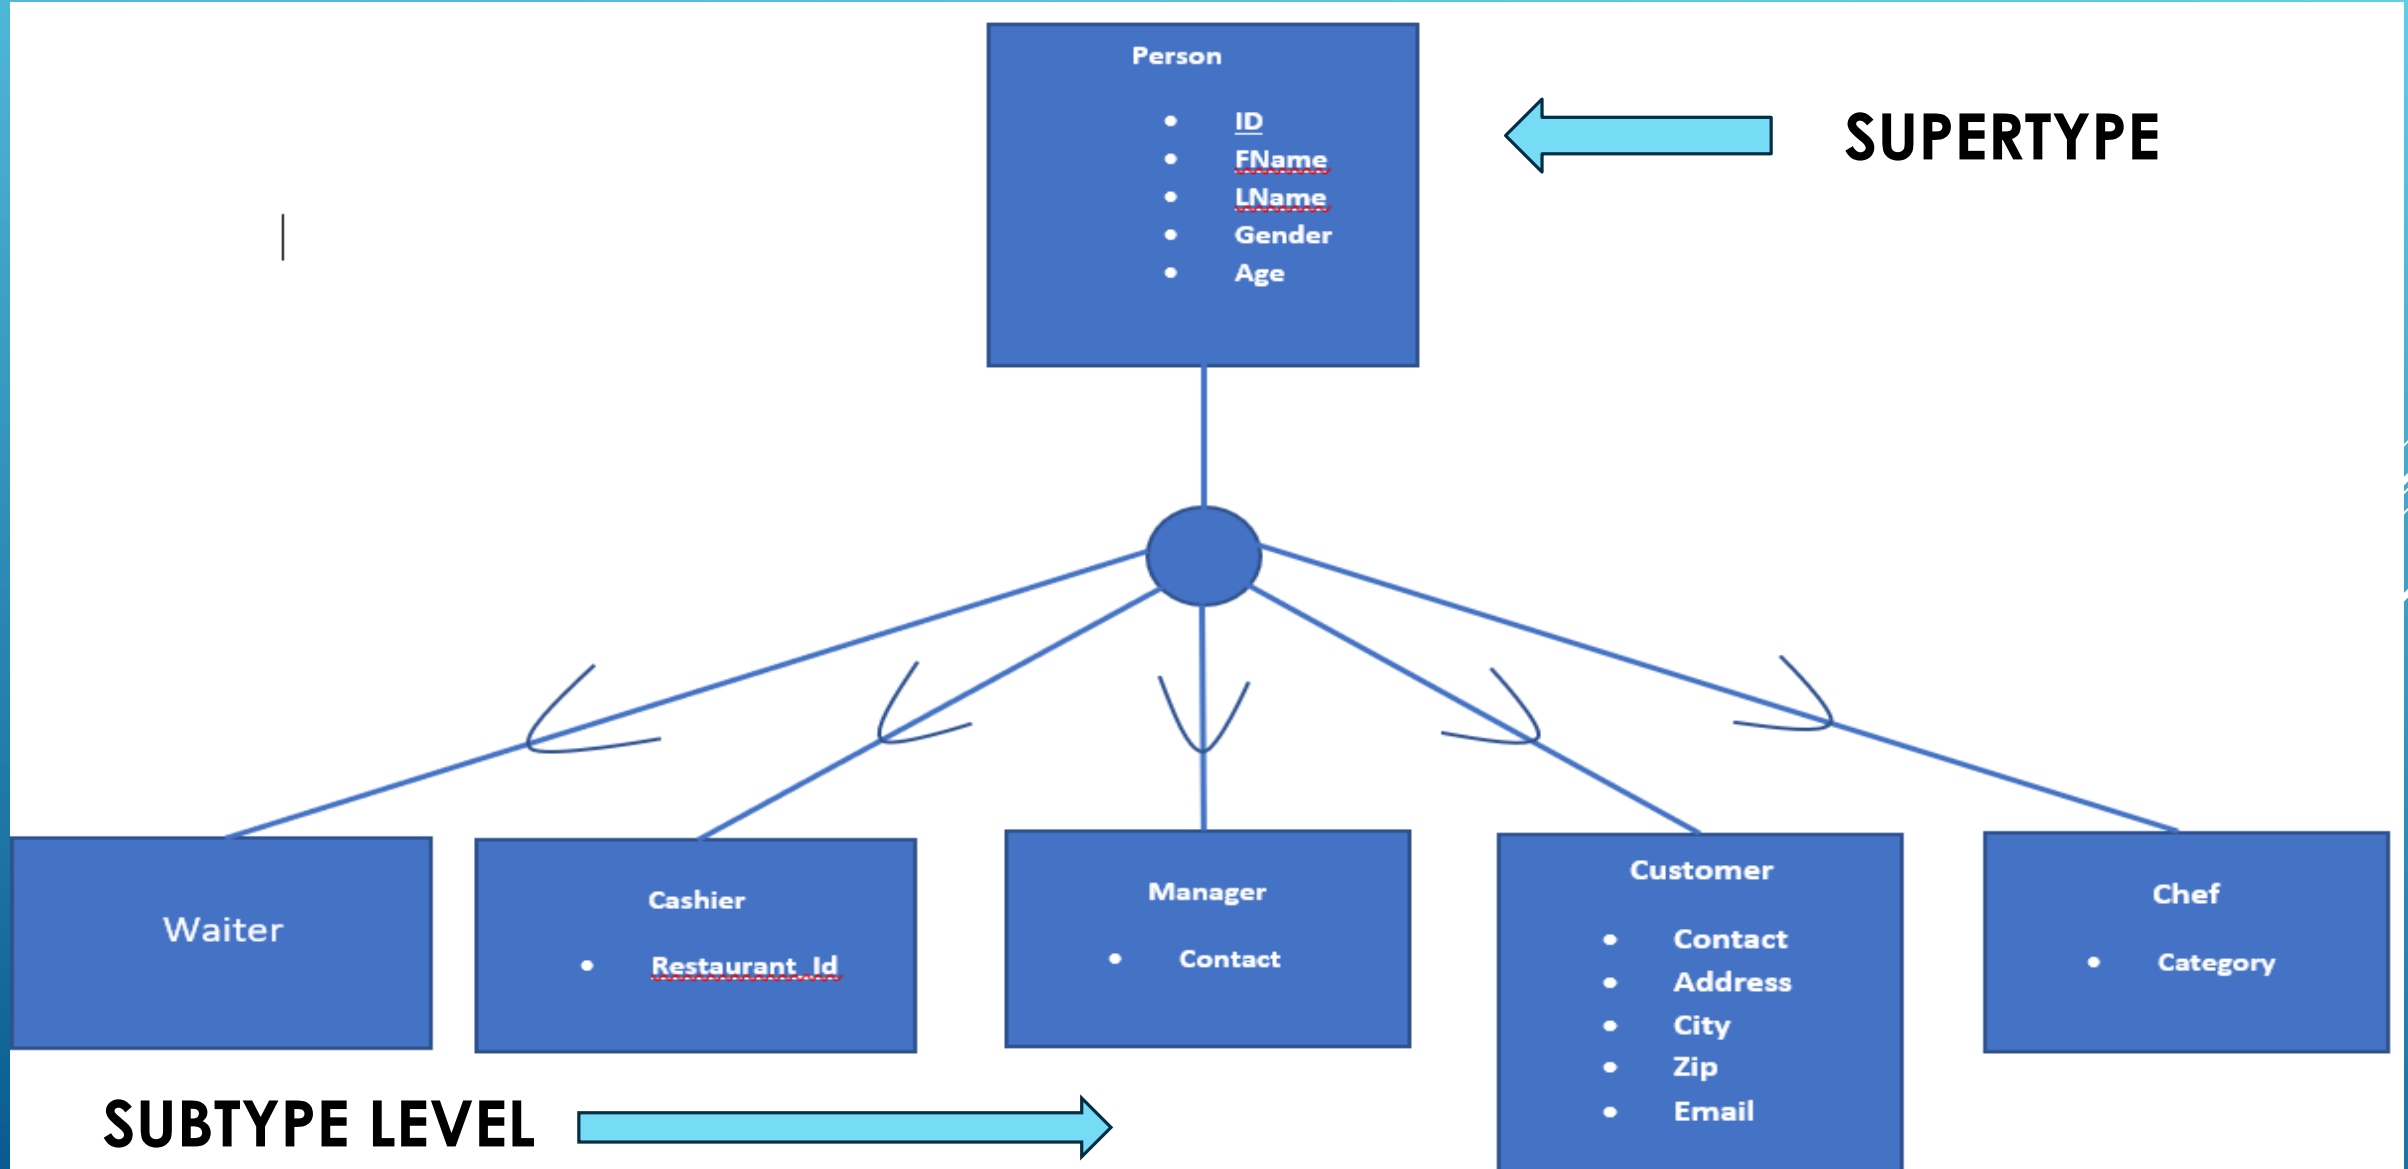 Person
ID
FName
LName
Gender
Age
SUPERTYPE
Waiter
Cashier
Restaurant_Id
Manager
Contact
Customer
Contact
Address
City
Zip
Email
Chef
Category
SUBTYPE LEVEL